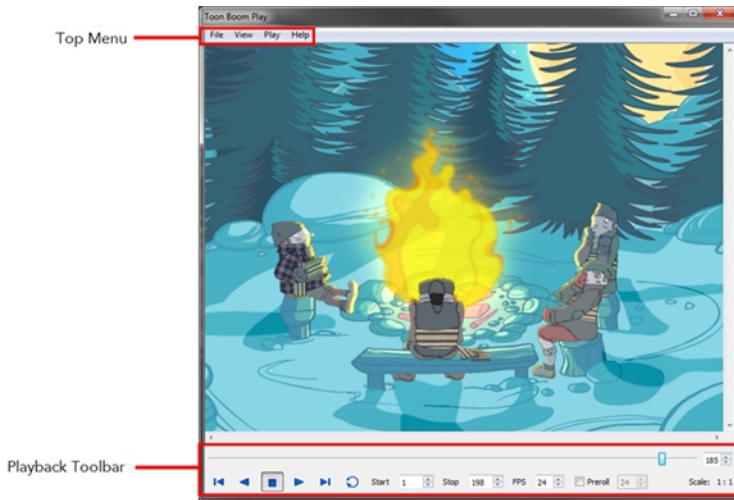 Toon Boom Play
Top Menu
File View Play Help
185
Playback Toolbar
Start 1 Stop 198 FPS 24 Preroll 24 Scale: 1:1